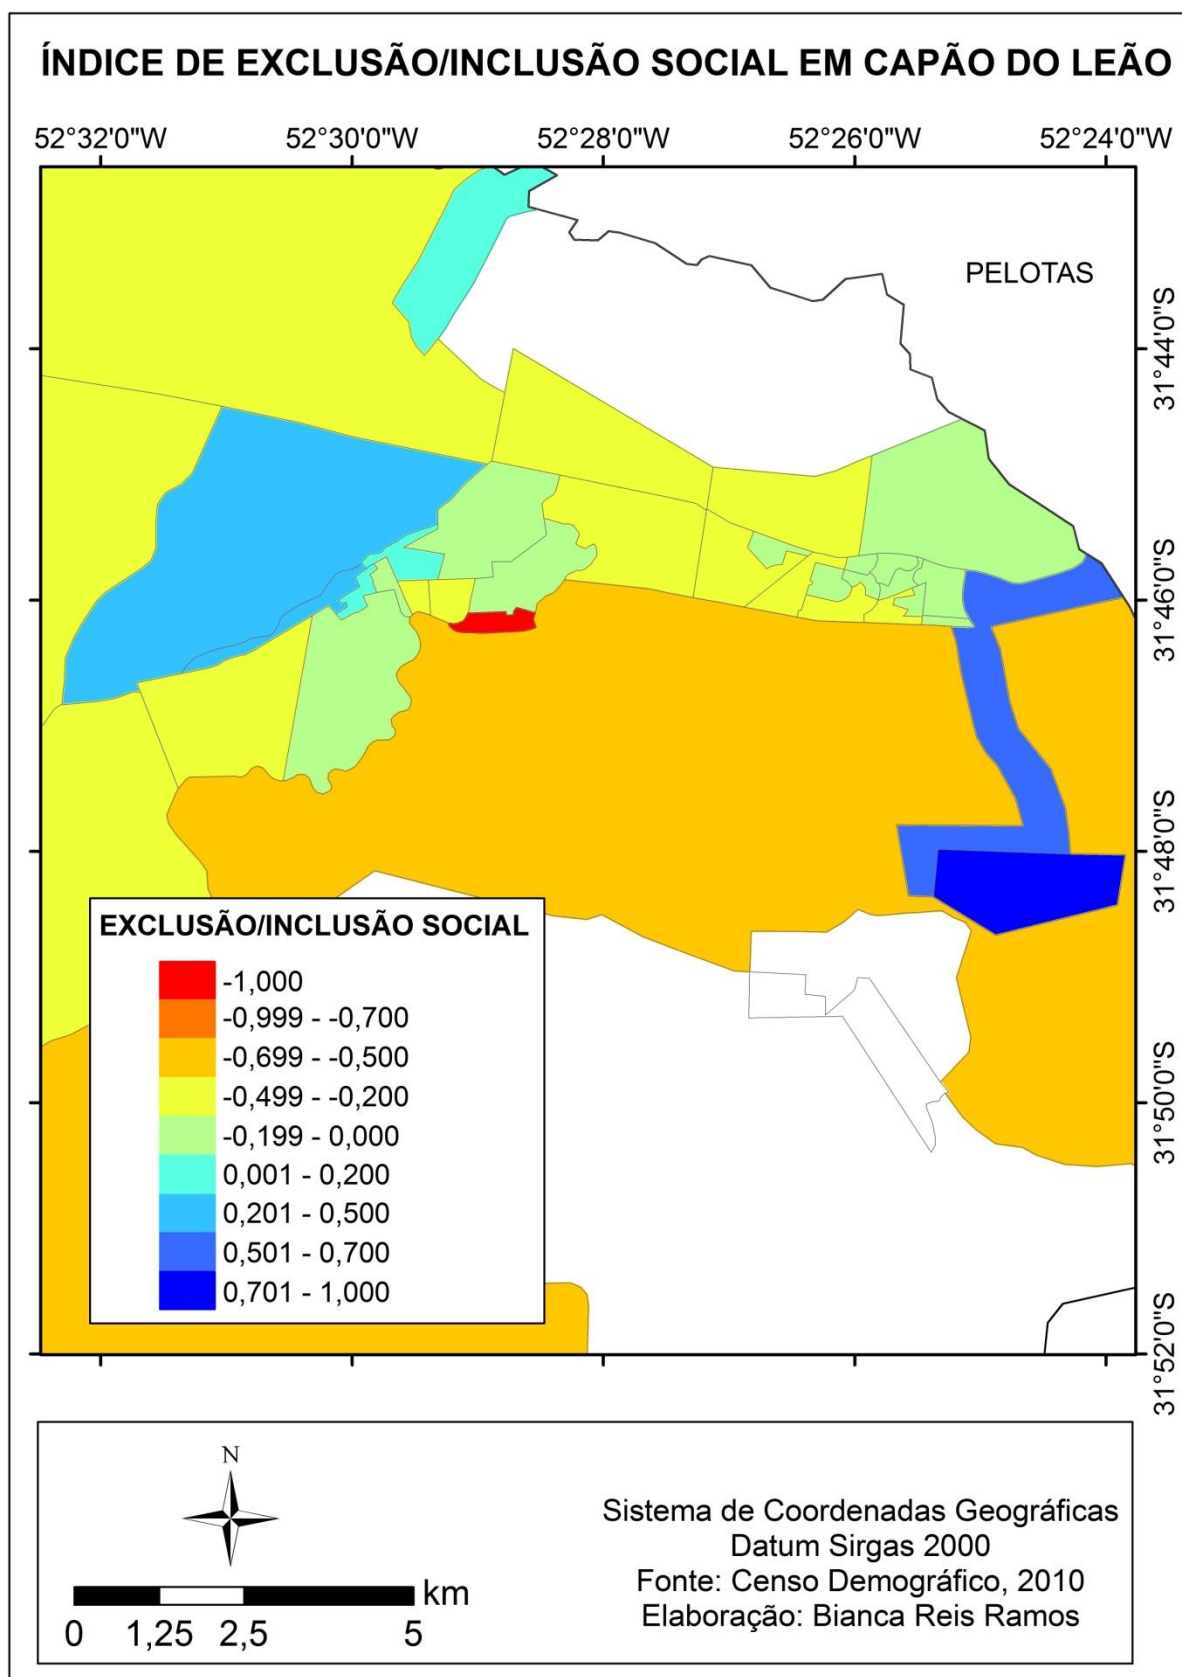 ÍNDICE DE EXCLUSÃO/INCLUSÃO SOCIAL EM CAPÃO DO LEÃO
52°32'0"W 52°30'0"W 52°28'0"W 52°26'0"W 52°24'0"W
PELOTAS
31°44'0"S
31°46'0"S
31°48'0"S
31°50'0"S
31°52'0"S
EXCLUSÃO/INCLUSÃO SOCIAL
-1,000
-0,999 - -0,700
-0,699 - -0,500
-0,499 - -0,200
-0,199 - 0,000
0,001 - 0,200
0,201 - 0,500
0,501 - 0,700
0,701 - 1,000
N
km
0 1,25 2,5 5
Sistema de Coordenadas Geográficas
Datum Sirgas 2000
Fonte: Censo Demográfico, 2010
Elaboração: Bianca Reis Ramos